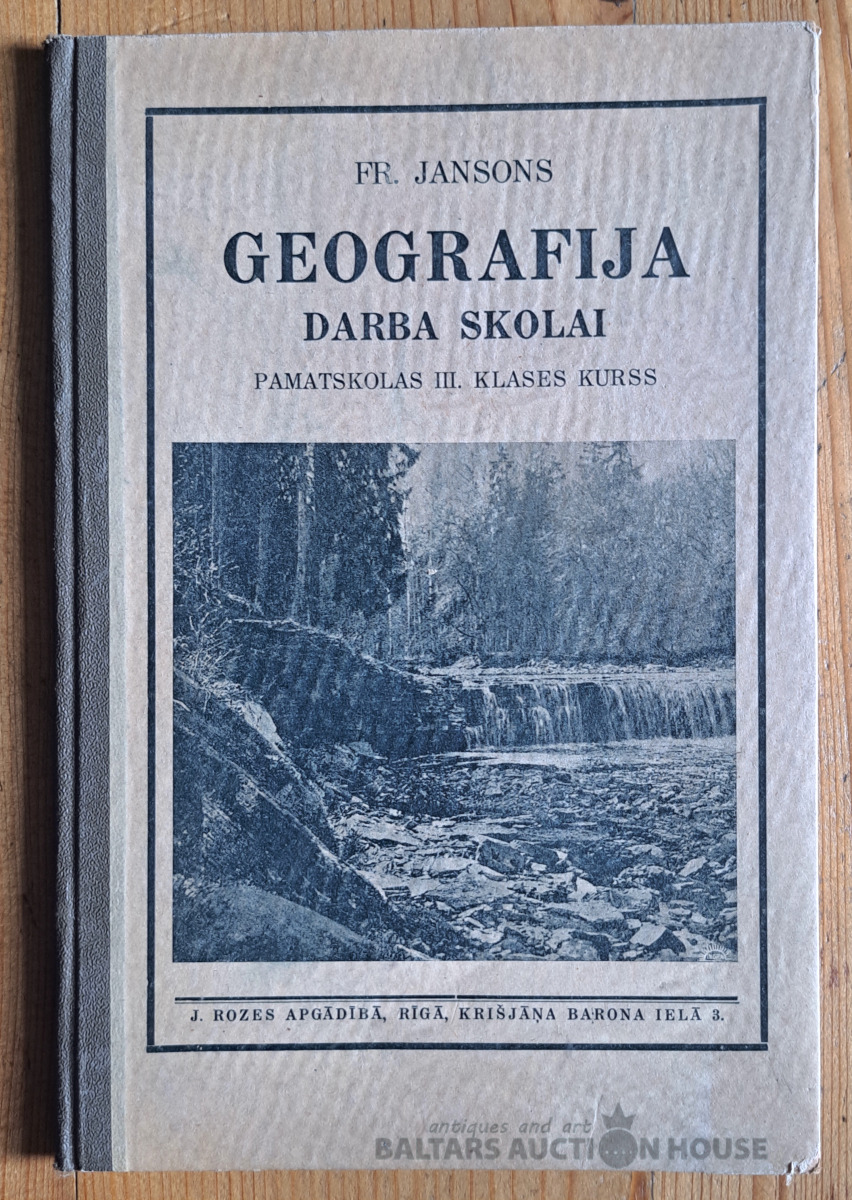 FR. JANSONS
GEOGRAFIJA
DARBA SKOLAI
PAMATSKOLAS III. KLASES KURSS
J. ROZES APGĀDĪBĀ, RĪGĀ, KRIŠJĀŅA BARONA IELĀ 3.
antiques and art
BALTARS AUCTION HOUSE